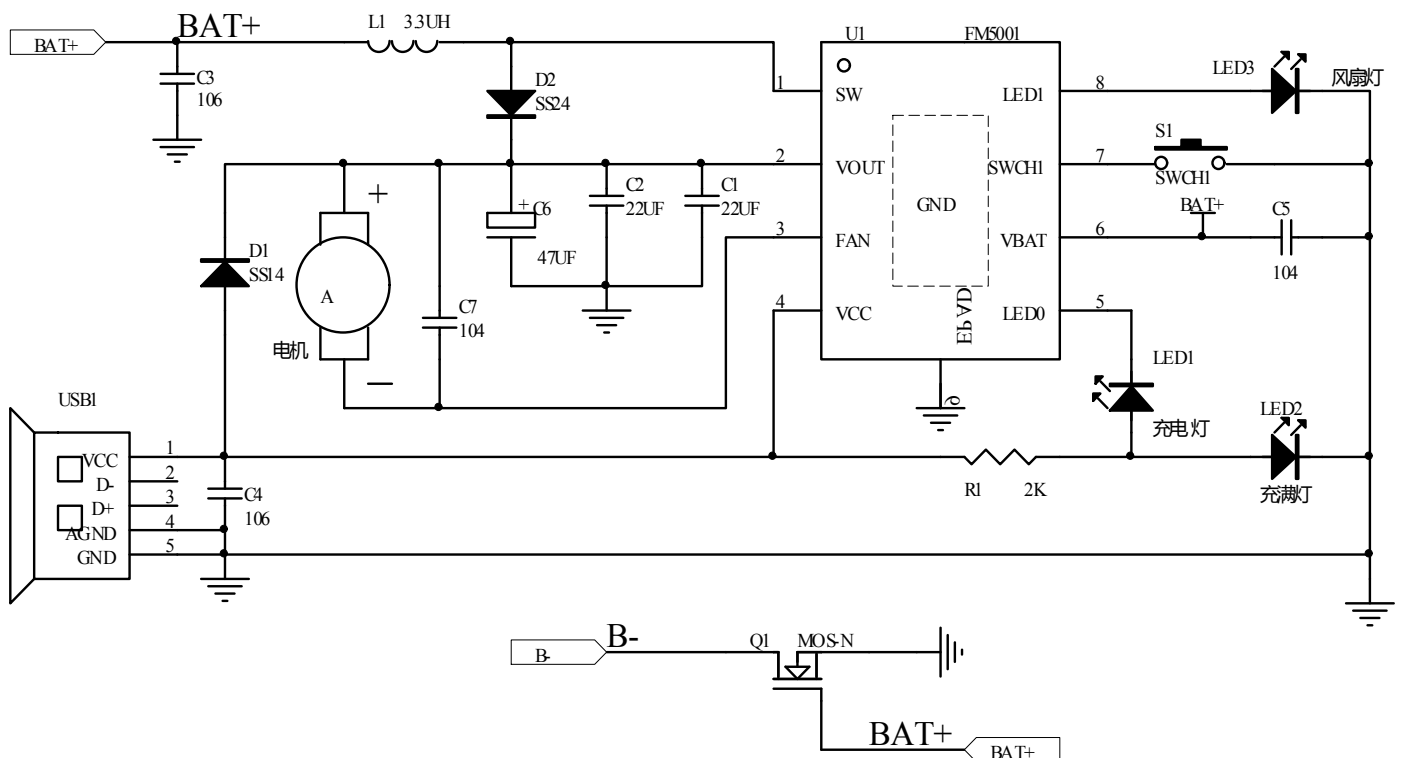 BAT+
BAT+
L1 3.3UH
C3
106
D2
SS24
U1 FM5001
1 SW
LED1 8
LED3
风扇灯
2 VOUT
SWCH1 7
S1
SWCH1
GND
3 FAN
VBAT 6
BAT+
C5
104
4 VCC
LED0 5
EPAD
9
C6
47UF
C2
22UF
C1
22UF
+
+
A
电机
—
D1
SS14
C7
104
LED1
充电灯
LED2
充满灯
R1 2K
USB1
VCC 1
D- 2
D+ 3
AGND 4
GND 5
C4
106
B-
B-
Q1 MOS-N
BAT+
BAT+